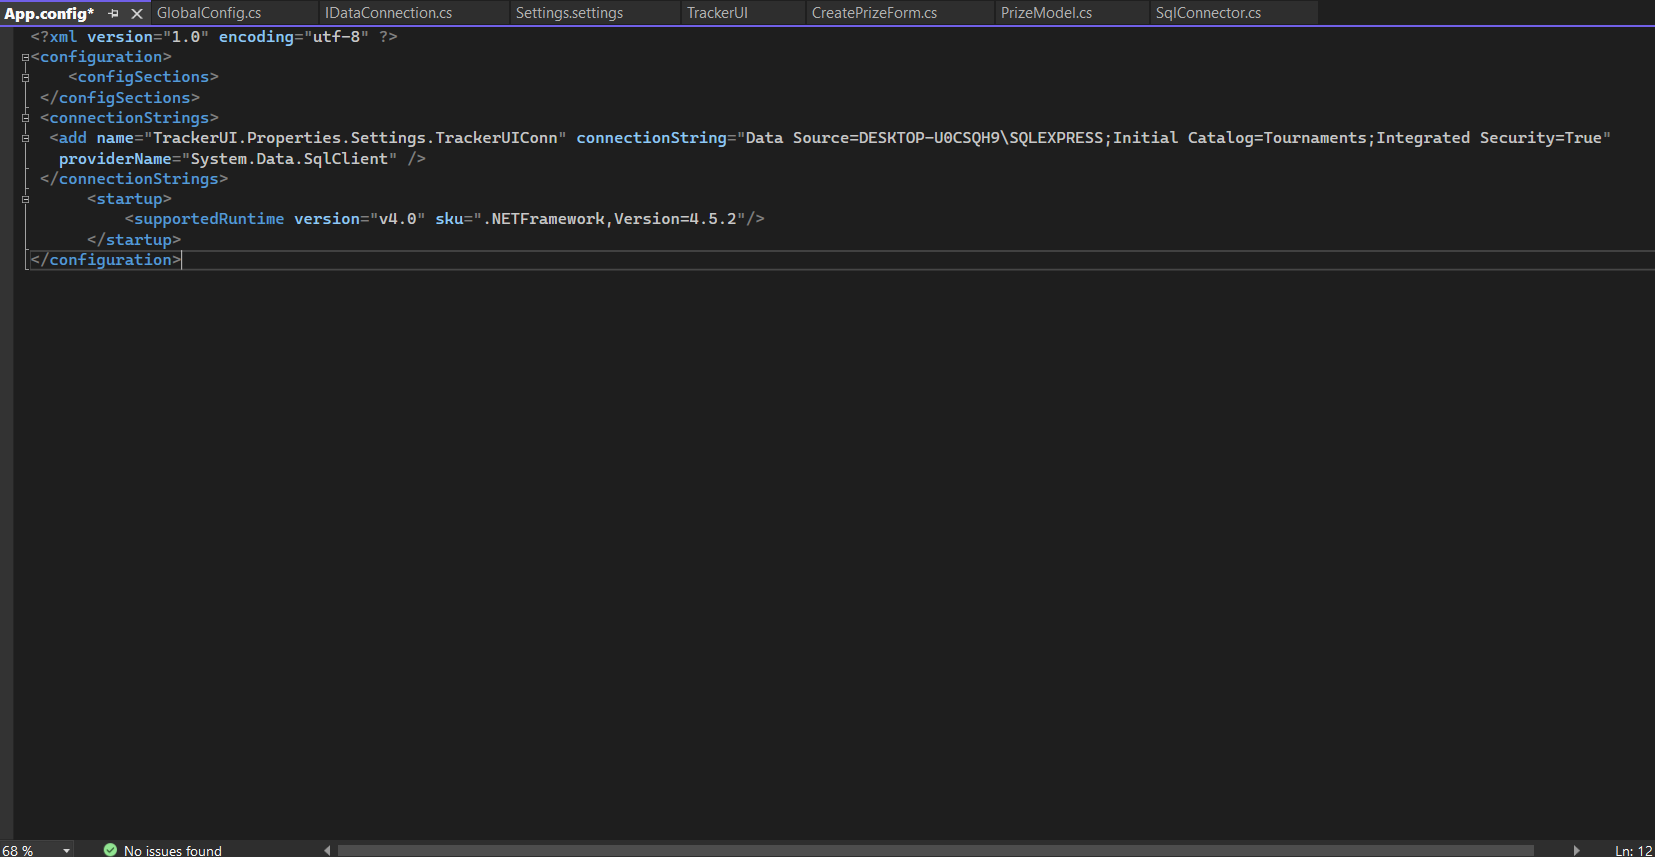 App.config* GlobalConfig.cs IDataConnection.cs Settings.settings TrackerUI CreatePrizeForm.cs PrizeModel.cs SqlConnector.cs
<?xml version="1.0" encoding="utf-8" ?>
<configuration>
<configSections>
</configSections>
<connectionStrings>
<add name="TrackerUI.Properties.Settings.TrackerUIConn" connectionString="Data Source=DESKTOP-U0CSQH9\SQLEXPRESS;Initial Catalog=Tournaments;Integrated Security=True"
providerName="System.Data.SqlClient" />
</connectionStrings>
<startup>
<supportedRuntime version="v4.0" sku=".NETFramework,Version=4.5.2"/>
</startup>
</configuration>
68 % No issues found Ln: 12